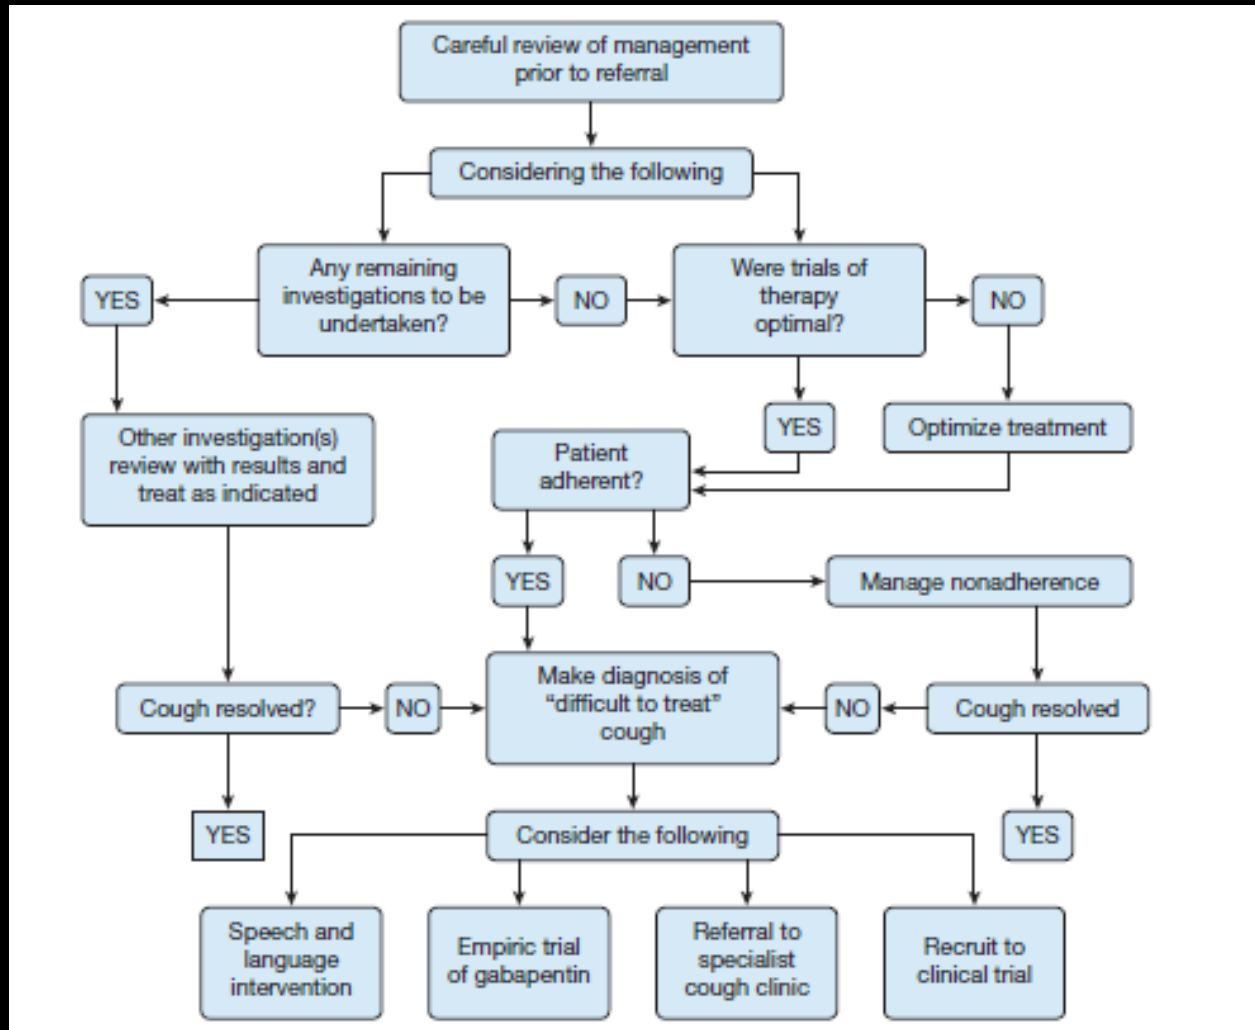 Careful review of management
prior to referral
Considering the following
Any remaining
investigations to be
undertaken?
Were trials of
therapy
optimal?
YES
NO
NO
Other investigation(s)
review with results and
treat as indicated
YES
Optimize treatment
Patient
adherent?
YES
NO
Manage nonadherence
Cough resolved?
NO
Make diagnosis of
“difficult to treat”
cough
NO
Cough resolved
YES
Consider the following
YES
Speech and
language
intervention
Empiric trial
of gabapentin
Referral to
specialist
cough clinic
Recruit to
clinical trial